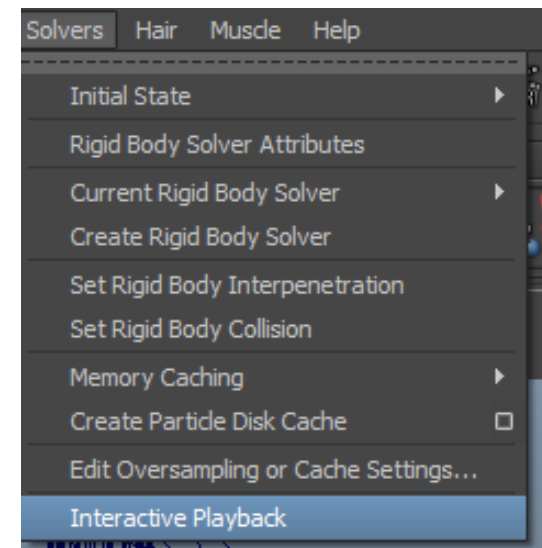 Solvers Hair Muscle Help
Initial State
Rigid Body Solver Attributes
Current Rigid Body Solver
Create Rigid Body Solver
Set Rigid Body Interpenetration
Set Rigid Body Collision
Memory Caching
Create Particle Disk Cache
Edit Oversampling or Cache Settings...
Interactive Playback